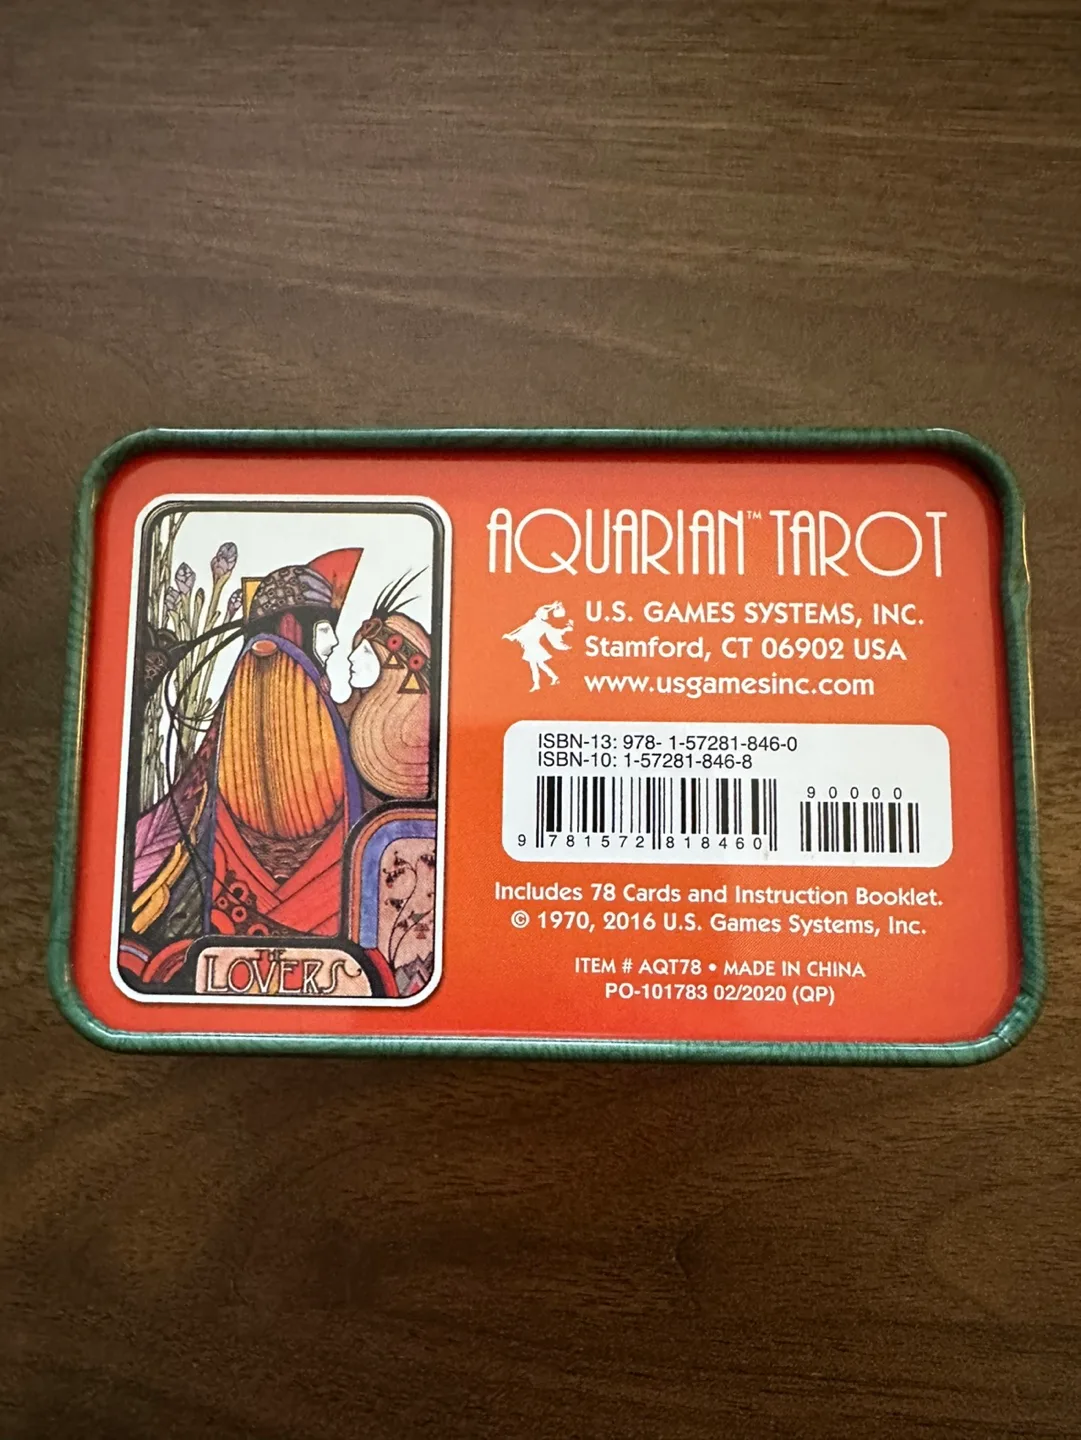 THE
LOVERS
AQUARIAN™ TAROT
U.S. GAMES SYSTEMS, INC.
Stamford, CT 06902 USA
www.usgamesinc.com
ISBN-13: 978- 1-57281-846-0
ISBN-10: 1-57281-846-8
90000
9 781572 818460
Includes 78 Cards and Instruction Booklet.
© 1970, 2016 U.S. Games Systems, Inc.
ITEM # AQT78 • MADE IN CHINA
PO-101783 02/2020 (QP)